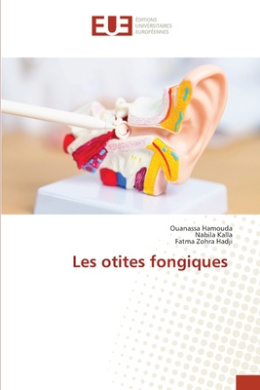 EUE
ÉDITIONS
UNIVERSITAIRES
EUROPÉENNES
Ouanassa Hamouda
Nabila Kalla
Fatma Zohra Hadji
Les otites fongiques